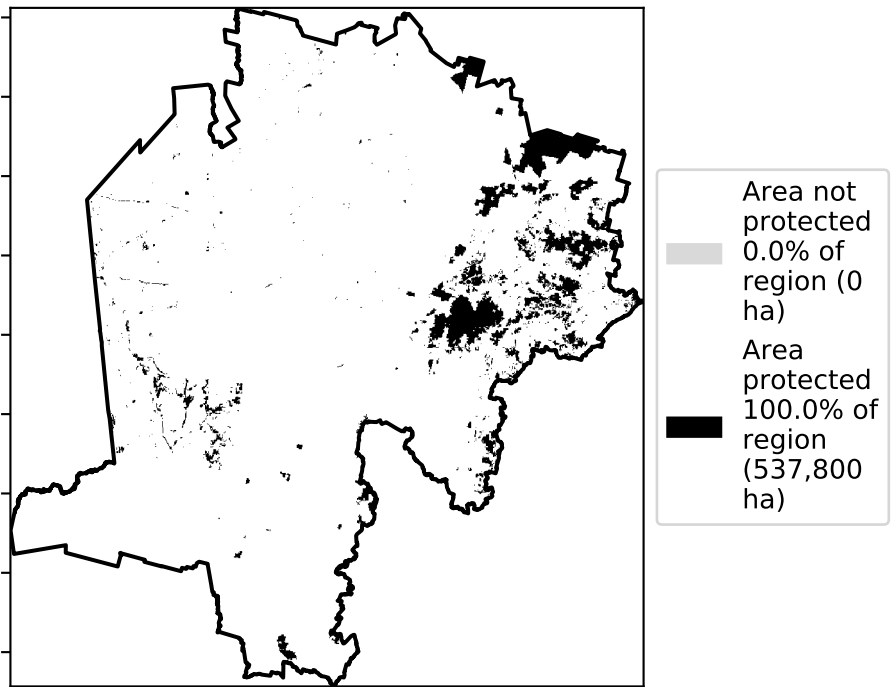 Area not
protected
0.0% of
region (0
ha)
Area
protected
100.0% of
region
(537,800
ha)